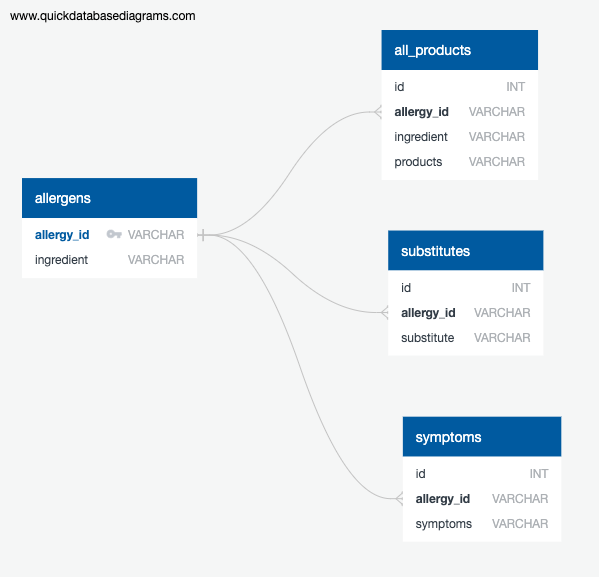 www.quickdatabasediagrams.com
all_products
id INT
allergy_id VARCHAR
ingredient VARCHAR
products VARCHAR
allergens
allergy_id VARCHAR
ingredient VARCHAR
substitutes
id INT
allergy_id VARCHAR
substitute VARCHAR
symptoms
id INT
allergy_id VARCHAR
symptoms VARCHAR